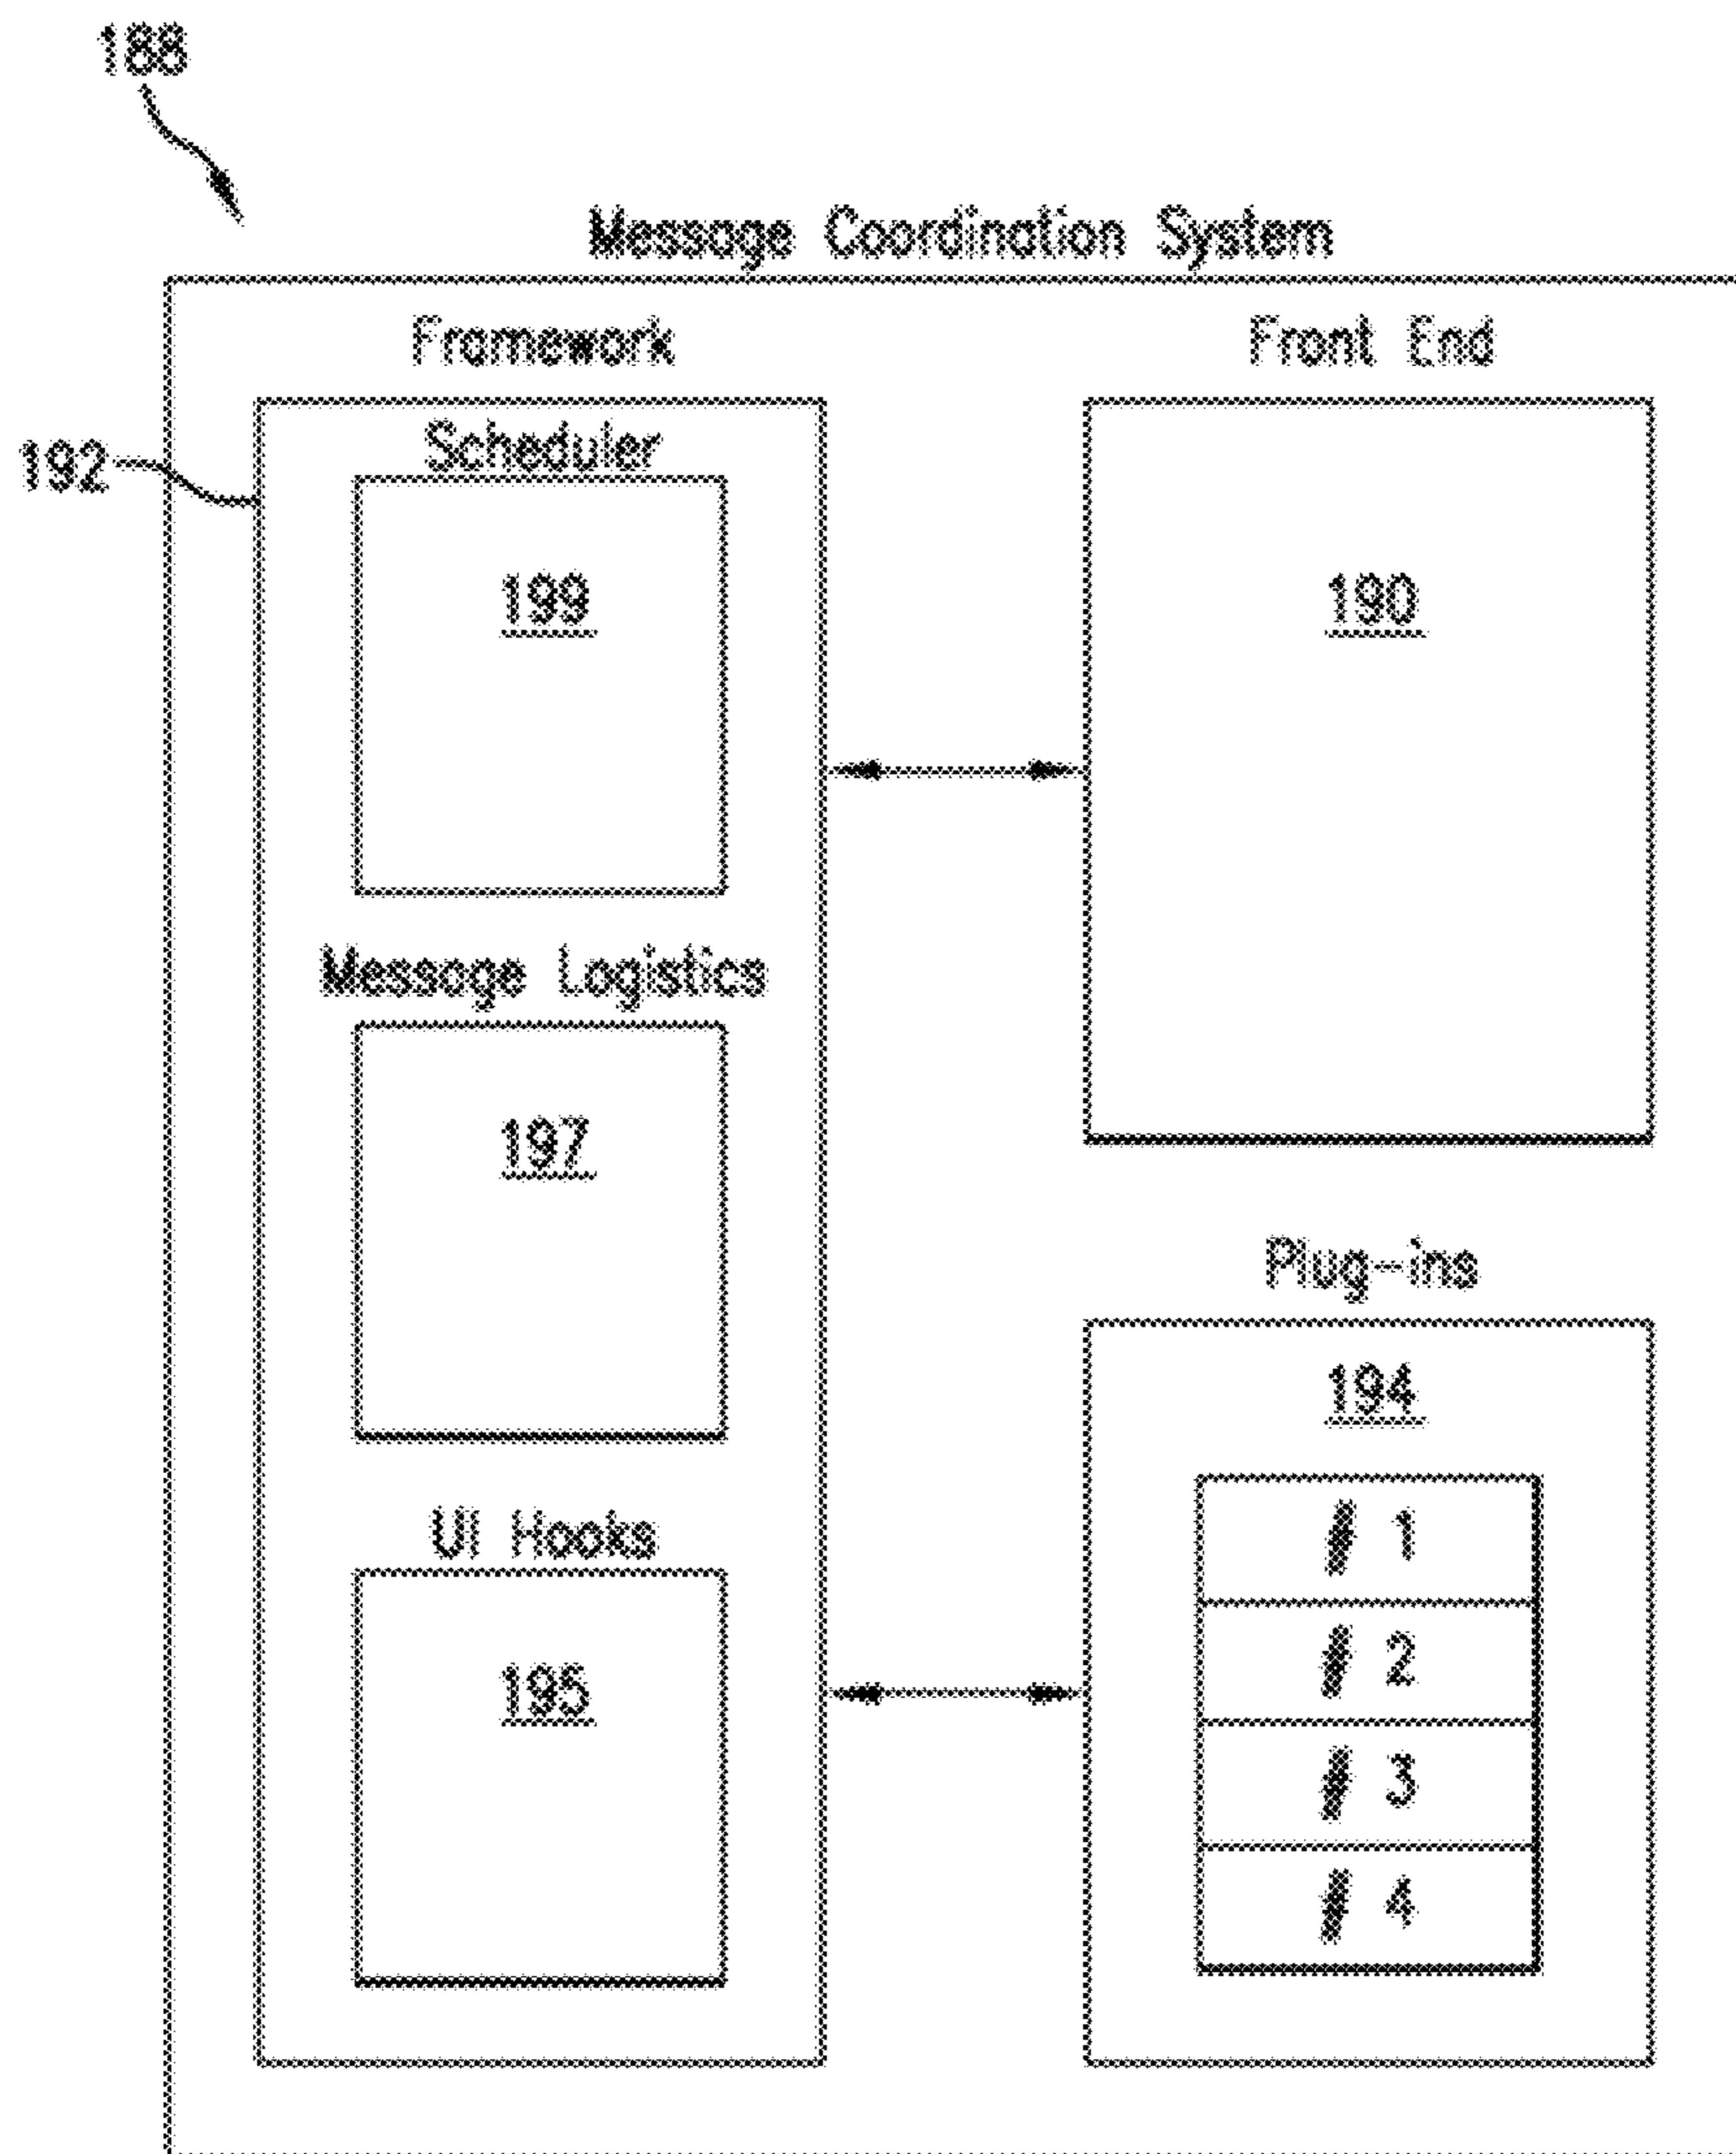 188
Message Coordination System
Framework
Front End
192
Scheduler
199
190
Message Logistics
197
Plug-ins
194
UI Hooks
# 1
# 2
195
# 3
# 4